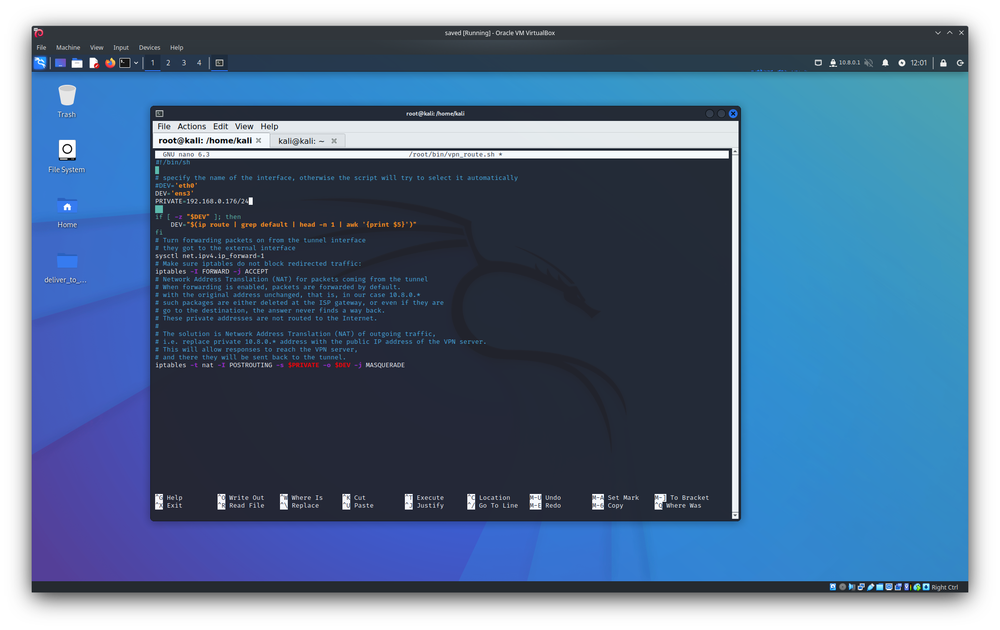 saved [Running] - Oracle VM VirtualBox
File Machine View Input Devices Help
1 2 3 4
10.8.0.1
12:01
Trash
File System
Home
deliver_to_...
root@kali: /home/kali
File Actions Edit View Help
root@kali: /home/kali
kali@kali: ~
GNU nano 6.3 /root/bin/vpn_route.sh *
#!/bin/sh
# specify the name of the interface, otherwise the script will try to select it automatically
#DEV='eth0'
DEV='ens3'
PRIVATE=192.168.0.176/24
if [ -z "$DEV" ]; then
DEV="$(ip route | grep default | head -n 1 | awk '{print $5}')"
fi
# Turn forwarding packets on from the tunnel interface
# they got to the external interface
sysctl net.ipv4.ip_forward=1
# Make sure iptables do not block redirected traffic:
iptables -I FORWARD -j ACCEPT
# Network Address Translation (NAT) for packets coming from the tunnel
# When forwarding is enabled, packets are forwarded by default.
# with the original address unchanged, that is, in our case 10.8.0.*
# such packages are either deleted at the ISP gateway, or even if they are
# go to the destination, the answer never finds a way back.
# These private addresses are not routed to the Internet.
#
# The solution is Network Address Translation (NAT) of outgoing traffic,
# i.e. replace private 10.8.0.* address with the public IP address of the VPN server.
# This will allow responses to reach the VPN server,
# and there they will be sent back to the tunnel.
iptables -t nat -I POSTROUTING -s $PRIVATE -o $DEV -j MASQUERADE
^G Help ^O Write Out ^W Where Is ^K Cut ^T Execute ^C Location M-U Undo M-A Set Mark M-] To Bracket
^X Exit ^R Read File ^\ Replace ^U Paste ^J Justify ^/ Go To Line M-E Redo M-6 Copy ^Q Where Was
Right Ctrl